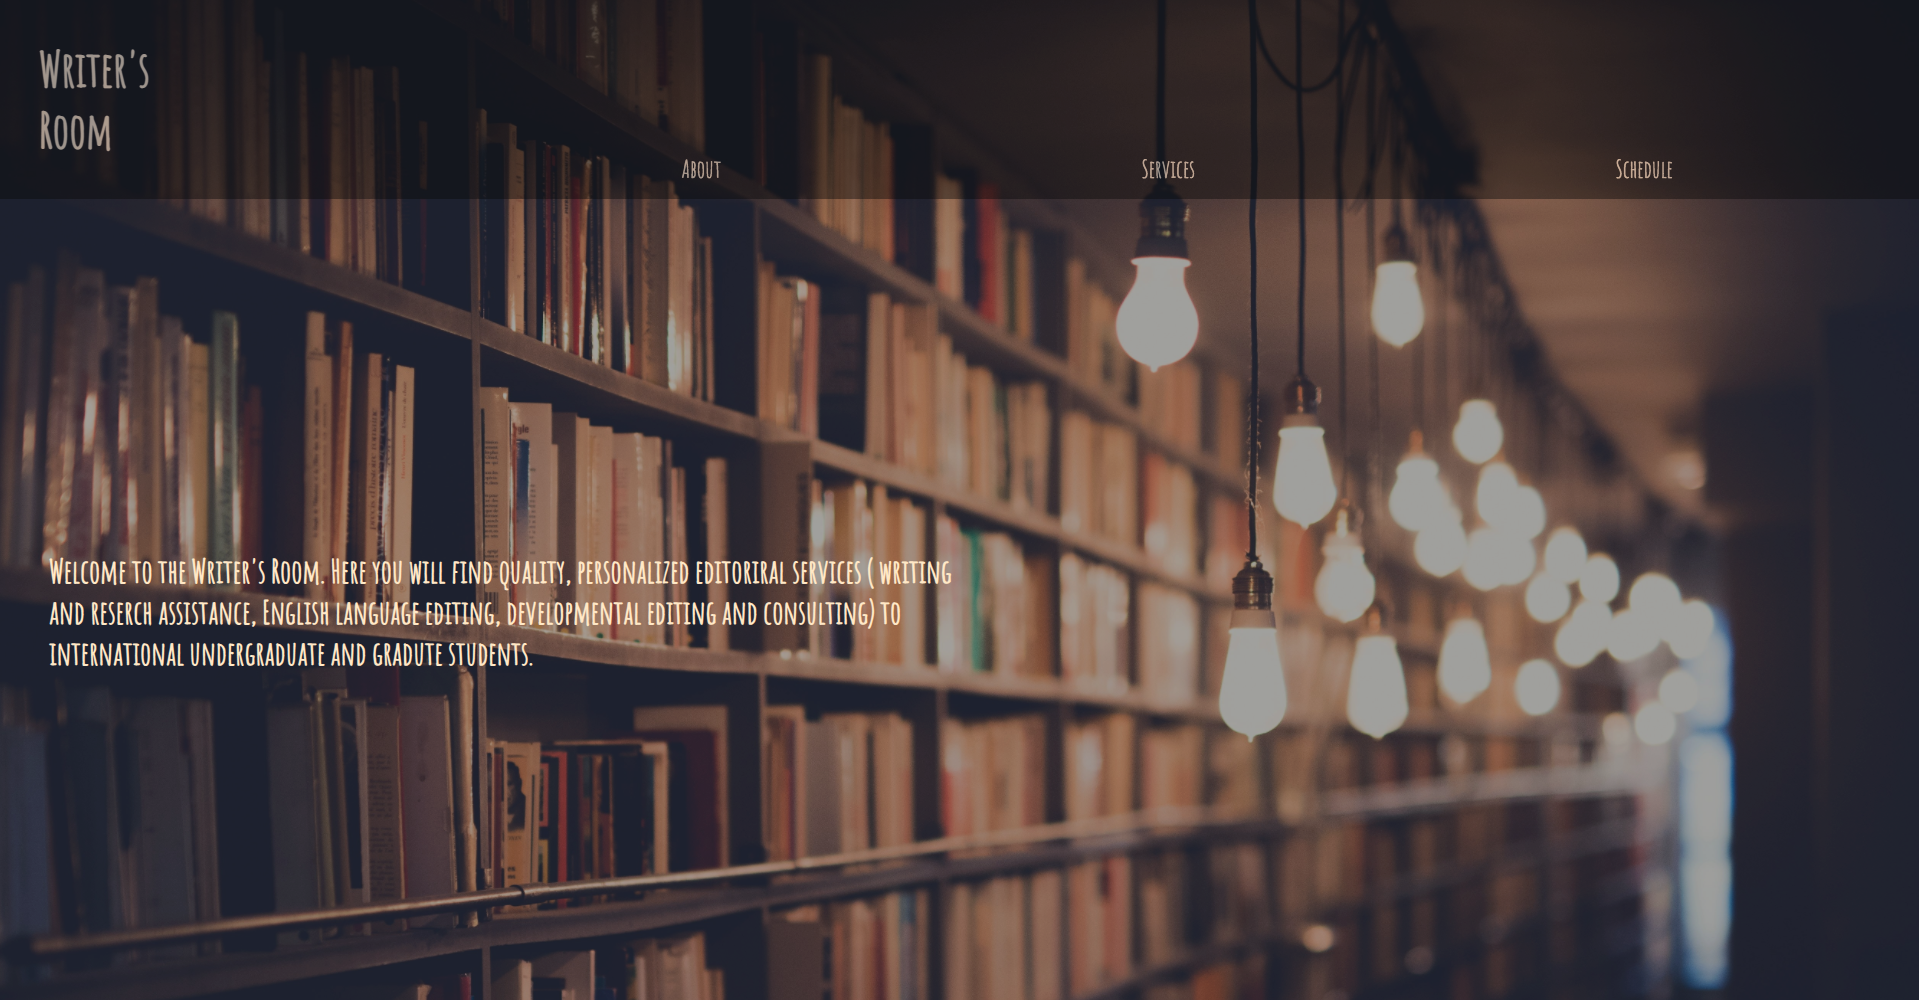 Writer's
Room
About
Services
Schedule
Welcome to the Writer's Room. Here you will find quality, personalized editoriral services ( writing
and reserch assistance, English language editing, developmental editing and consulting) to
international undergraduate and gradute students.